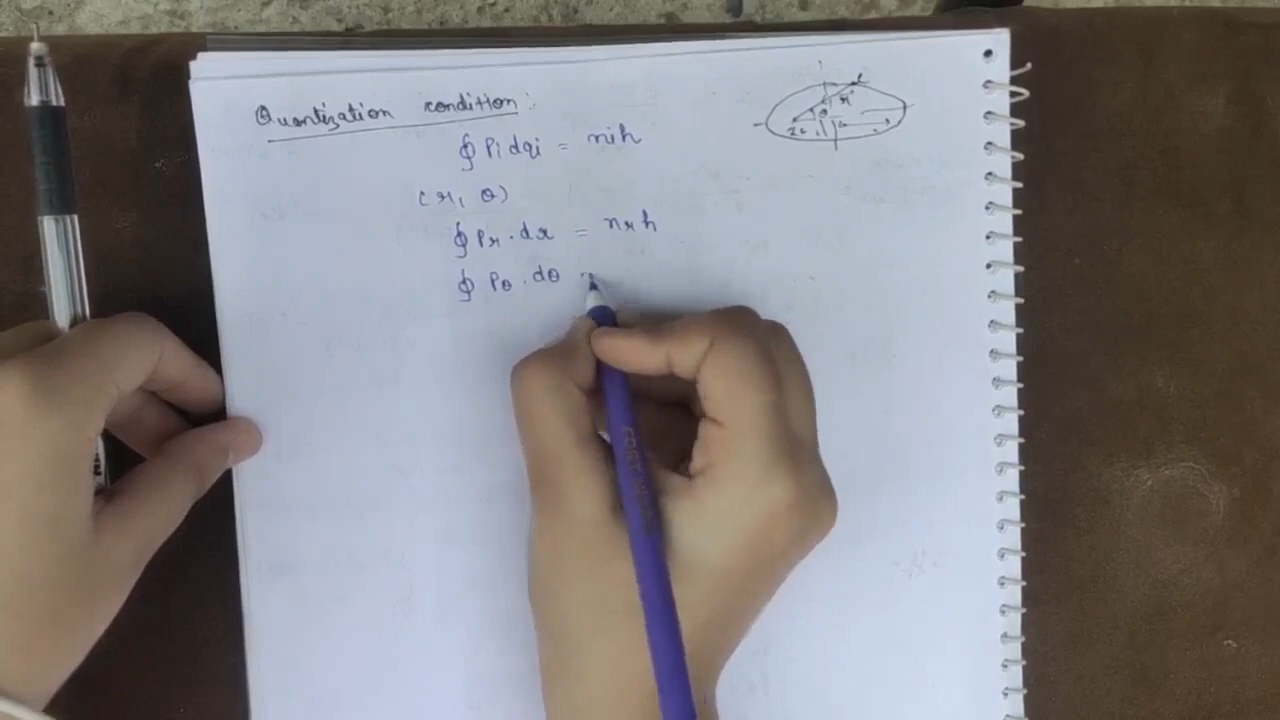 Quantization condition:
∮ Pi dqi = nih
(r, θ)
∮ Pr . dr = nr h
∮ Pθ . dθ =